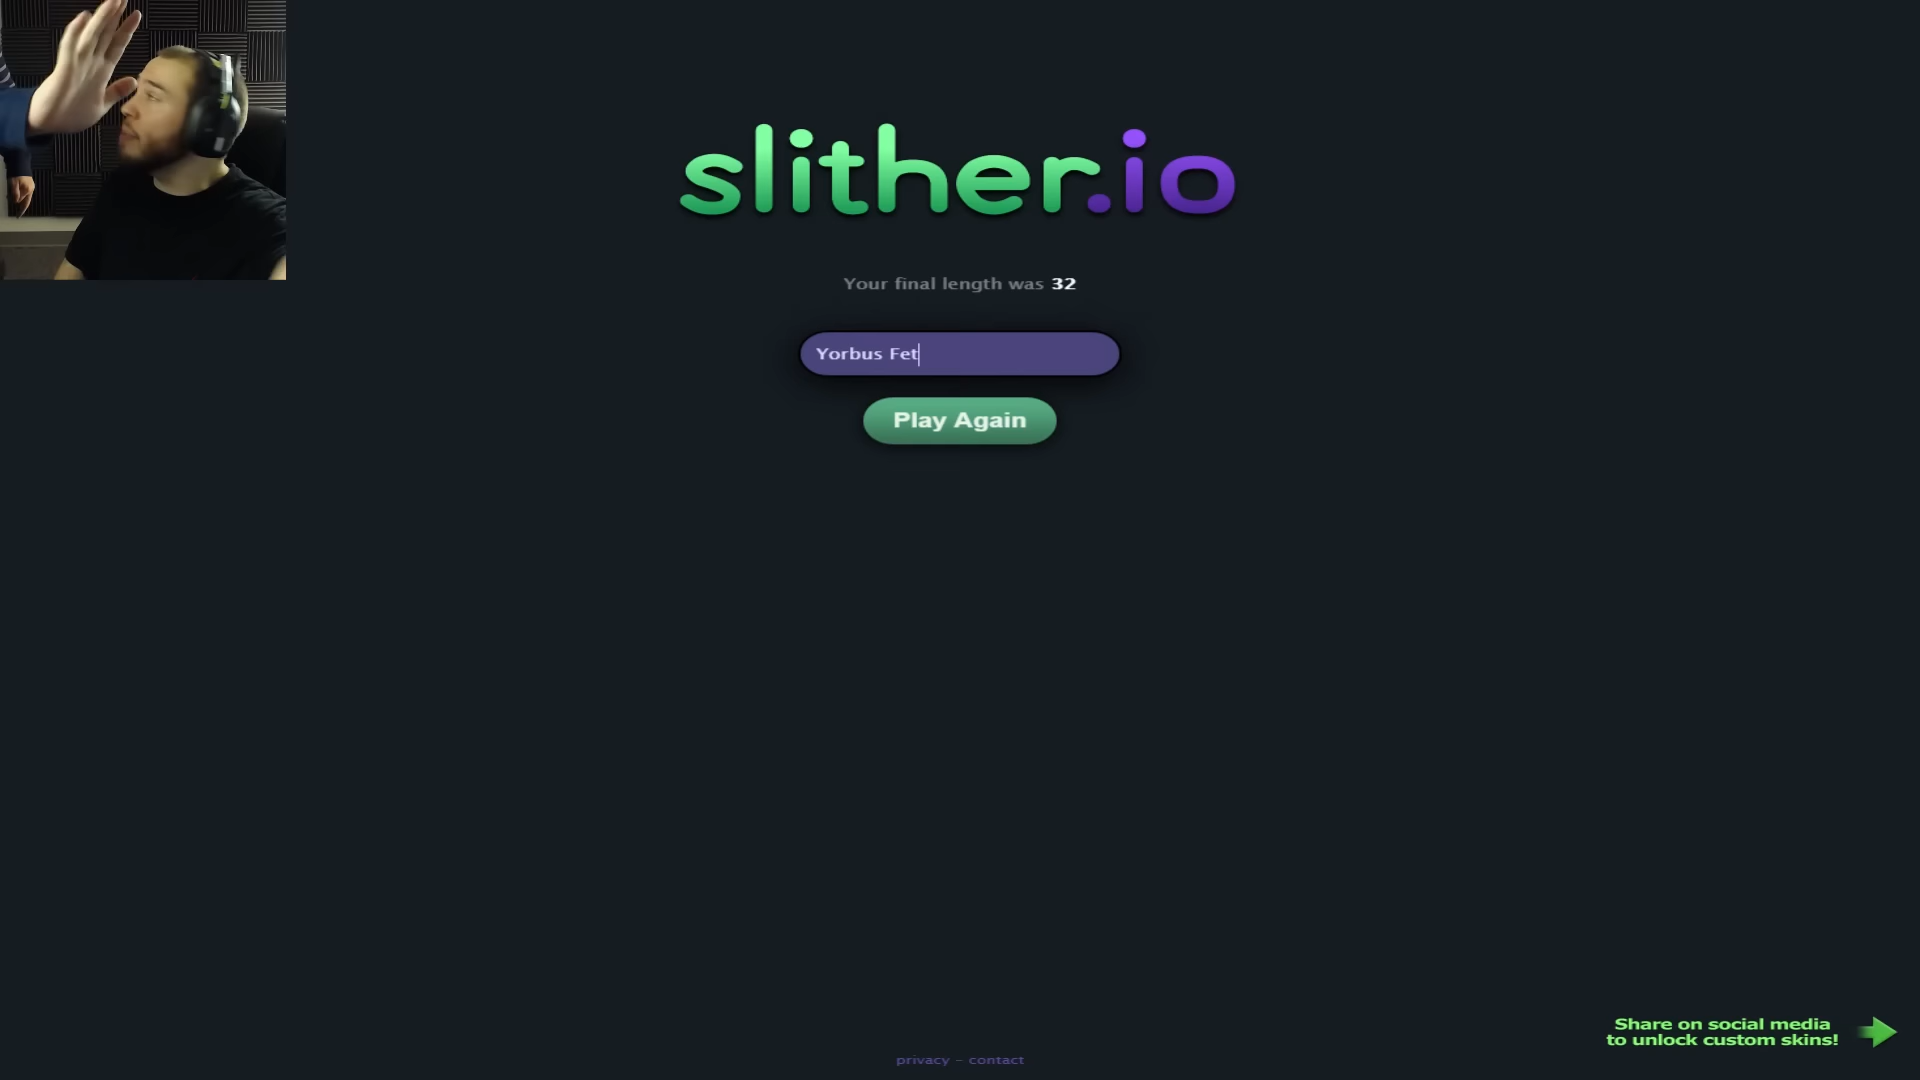 slither.io
Your final length was 32
Yorbus Fet
Play Again
Share on social media
to unlock custom skins!
privacy - contact